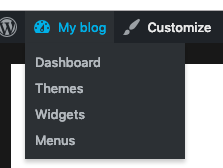 My blog Customize
Dashboard
Themes
Widgets
Menus